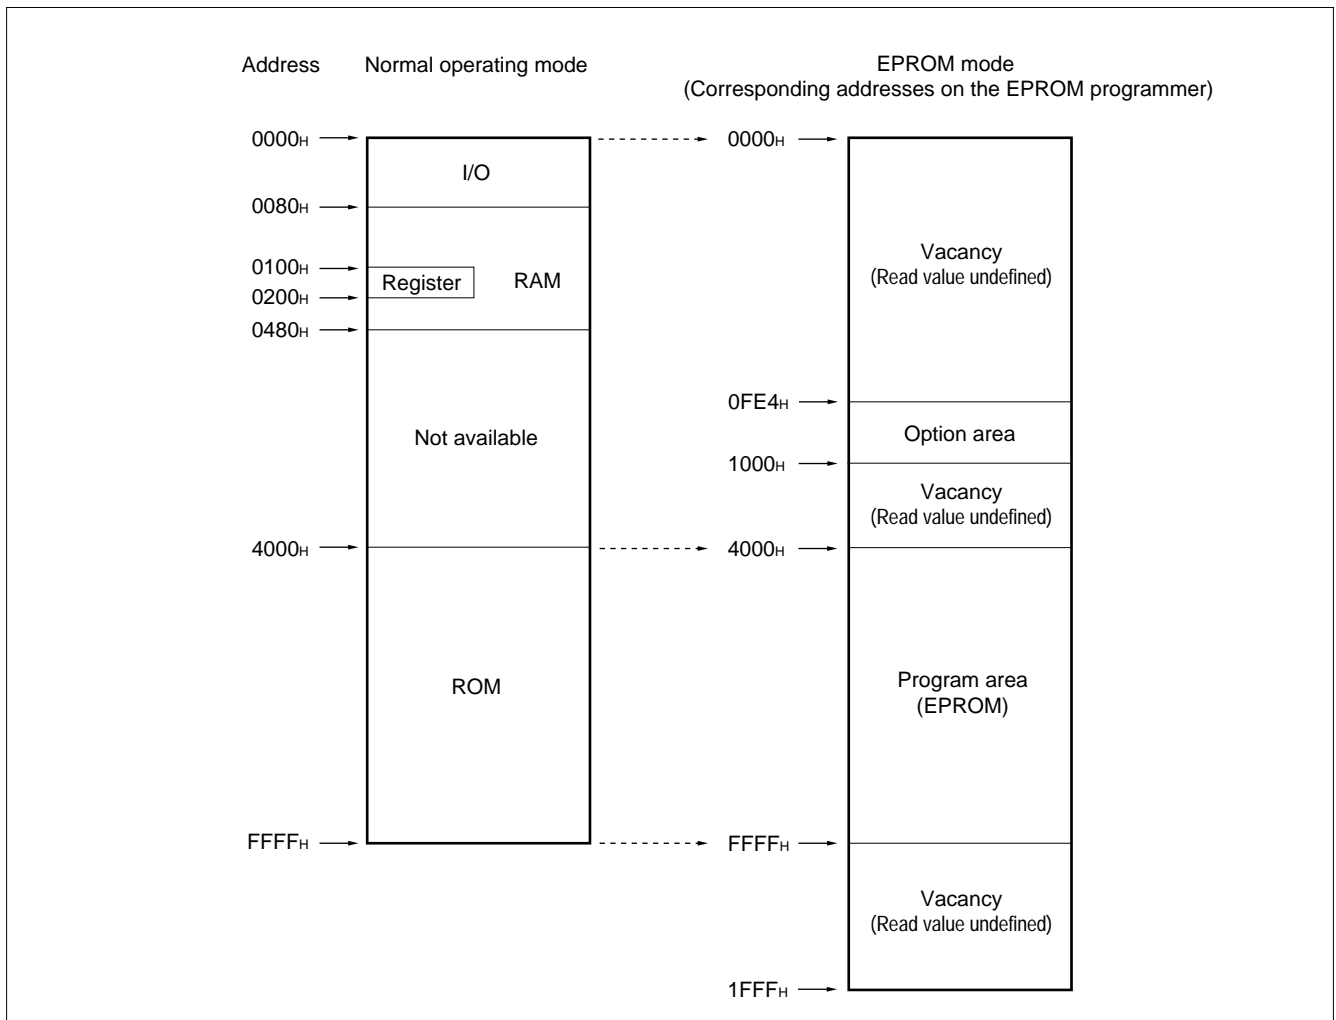 Address
Normal operating mode
EPROM mode
(Corresponding addresses on the EPROM programmer)
0000H
I/O
0080H
0100H
Register
RAM
0200H
0480H
Not available
4000H
ROM
FFFFH
0000H
Vacancy
(Read value undefined)
0FE4H
Option area
1000H
Vacancy
(Read value undefined)
4000H
Program area
(EPROM)
FFFFH
Vacancy
(Read value undefined)
1FFFH